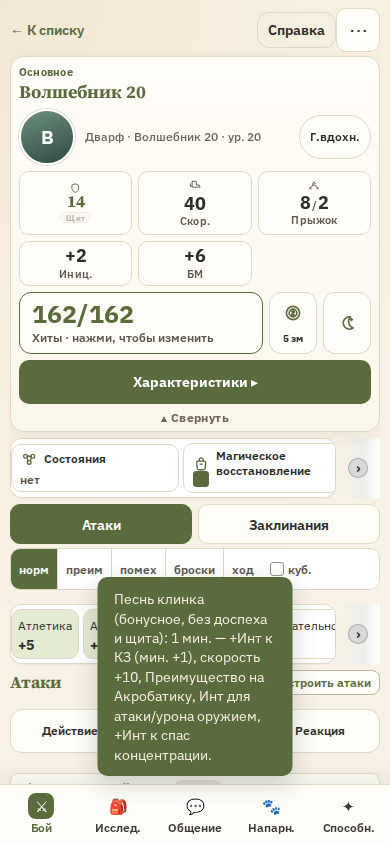 ← К списку
Справка
...
Основное
Волшебник 20
В
Дварф · Волшебник 20 · ур. 20
Г.вдохн.
14
Щит
40
Скор.
8/2
Прыжок
+2
Иниц.
+6
БМ
162/162
Хиты · нажми, чтобы изменить
5 зм
Характеристики ▸
▴ Свернуть
Состояния
нет
Магическое
восстановление
›
Атаки
Заклинания
норм
преим
помех
броски
ход
куб.
Атлетика
+5
›
Атаки
строить атаки
Действие
Реакция
Песнь клинка
(бонусное, без доспеха
и щита): 1 мин. — +Инт к
КЗ (мин. +1), скорость
+10, Преимущество на
Акробатику, Инт для
атаки/урона оружием,
+Инт к спас
концентрации.
Бой
Исслед.
Общение
Напарн.
Способн.